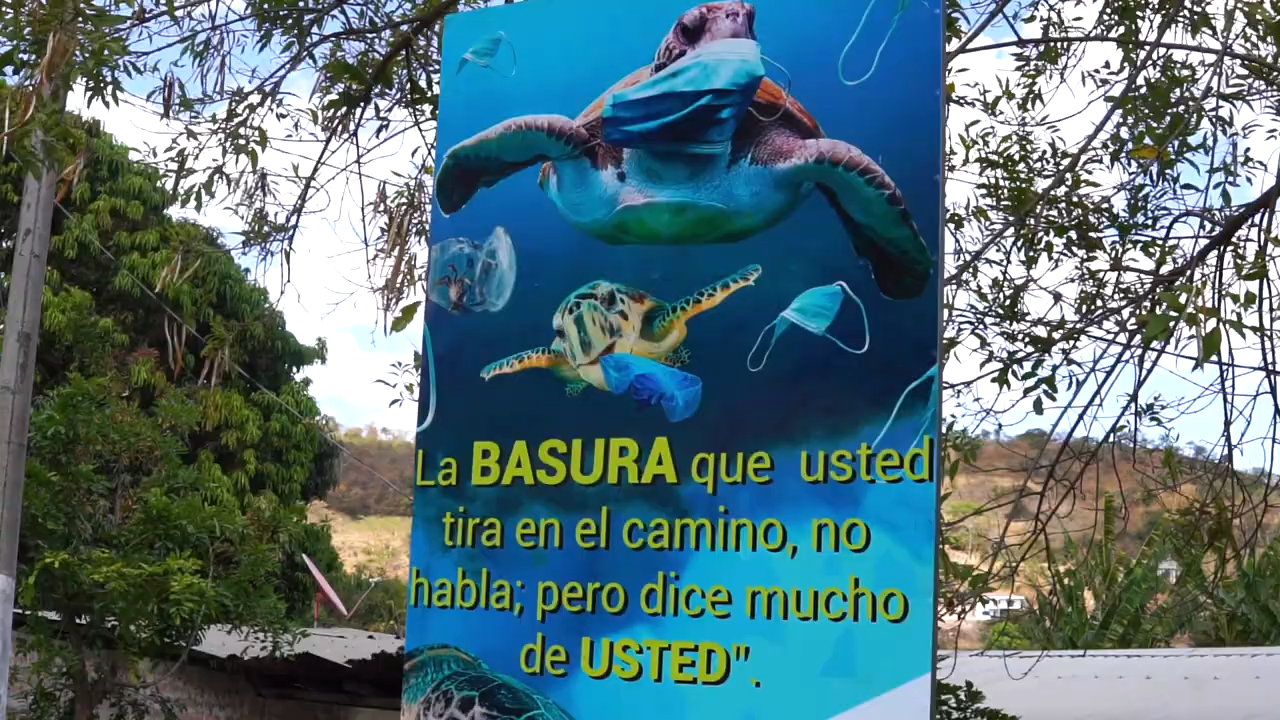 La BASURA que usted
tira en el camino, no
habla; pero dice mucho
de USTED".